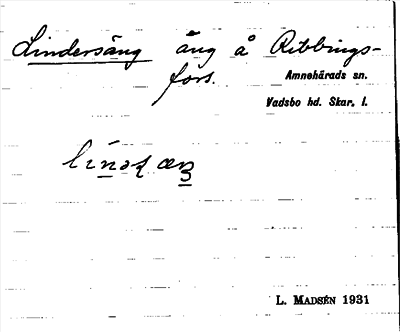 Lindersäng äng å Ribbings-
fors.
Amnehärads sn.
Vadsbo hd. Skar. l.
L. MADSÉN 1931